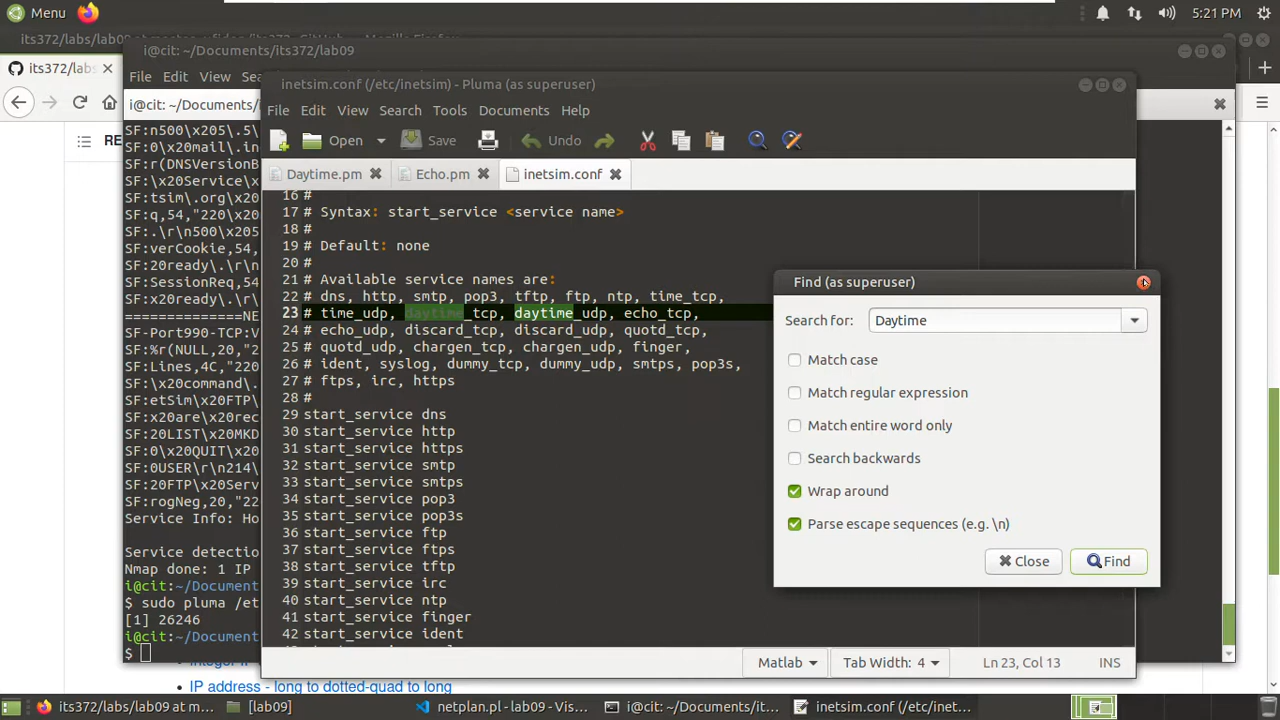 Menu
5:21 PM
its372/labs/lab
i@cit: ~/Documents/its372/lab09
File Edit View Sea
i@cit: ~/Documents/i
RE
SF:n500\x205\.5\
SF:0\x20mail\.in
SF:r(DNSVersionB
SF:\x20Service\x
SF:tsim\.org\x20
SF:q,54,"220\x20
SF:.\r\n500\x205
SF:verCookie,54,
SF:20ready\.\r\n
SF:SessionReq,54
SF:x20ready\.\r\
==============NE
SF-Port990-TCP:V
SF:%r(NULL,20,"2
SF:Lines,4C,"220
SF:\x20command\.
SF:etSim\x20FTP\
SF:x20are\x20rec
SF:20LIST\x20MKD
SF:0\x20QUIT\x20
SF:0USER\r\n214\
SF:20FTP\x20Serv
SF:rogNeg,20,"22
Service Info: Ho
Service detectio
Nmap done: 1 IP
i@cit:~/Document
$ sudo pluma /et
[1] 26246
i@cit:~/Document
$
IP address - long to dotted-quad to long
inetsim.conf (/etc/inetsim) - Pluma (as superuser)
File Edit View Search Tools Documents Help
Open Save Undo
Daytime.pm Echo.pm inetsim.conf
16 #
17 # Syntax: start_service <service name>
18 #
19 # Default: none
20 #
21 # Available service names are:
22 # dns, http, smtp, pop3, tftp, ftp, ntp, time_tcp,
23 # time_udp, daytime_tcp, daytime_udp, echo_tcp,
24 # echo_udp, discard_tcp, discard_udp, quotd_tcp,
25 # quotd_udp, chargen_tcp, chargen_udp, finger,
26 # ident, syslog, dummy_tcp, dummy_udp, smtps, pop3s,
27 # ftps, irc, https
28 #
29 start_service dns
30 start_service http
31 start_service https
32 start_service smtp
33 start_service smtps
34 start_service pop3
35 start_service pop3s
36 start_service ftp
37 start_service ftps
38 start_service tftp
39 start_service irc
40 start_service ntp
41 start_service finger
42 start_service ident
Matlab Tab Width: 4 Ln 23, Col 13 INS
Find (as superuser)
Search for: Daytime
Match case
Match regular expression
Match entire word only
Search backwards
Wrap around
Parse escape sequences (e.g. \n)
Close Find
its372/labs/lab09 at m... [lab09] netplan.pl - lab09 - Vis... i@cit: ~/Documents/its... inetsim.conf (/etc/inets...